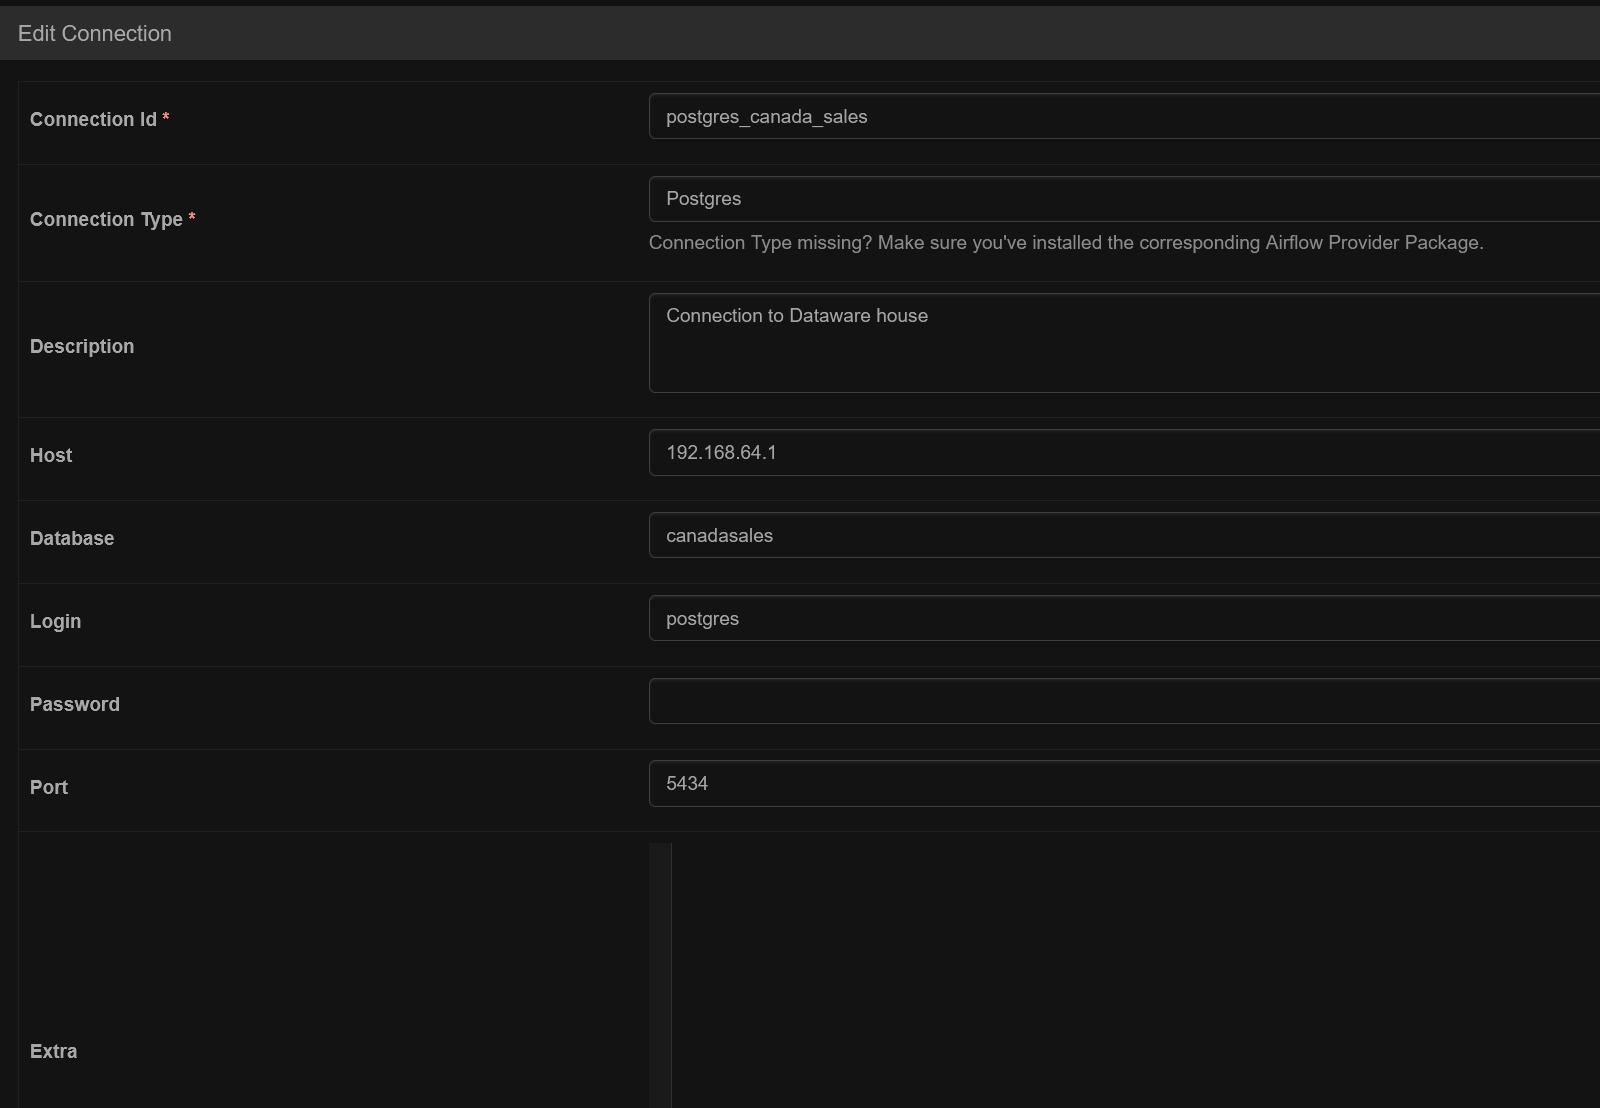 Edit Connection
Connection Id *
postgres_canada_sales
Connection Type *
Postgres
Connection Type missing? Make sure you've installed the corresponding Airflow Provider Package.
Description
Connection to Dataware house
Host
192.168.64.1
Database
canadasales
Login
postgres
Password
Port
5434
Extra